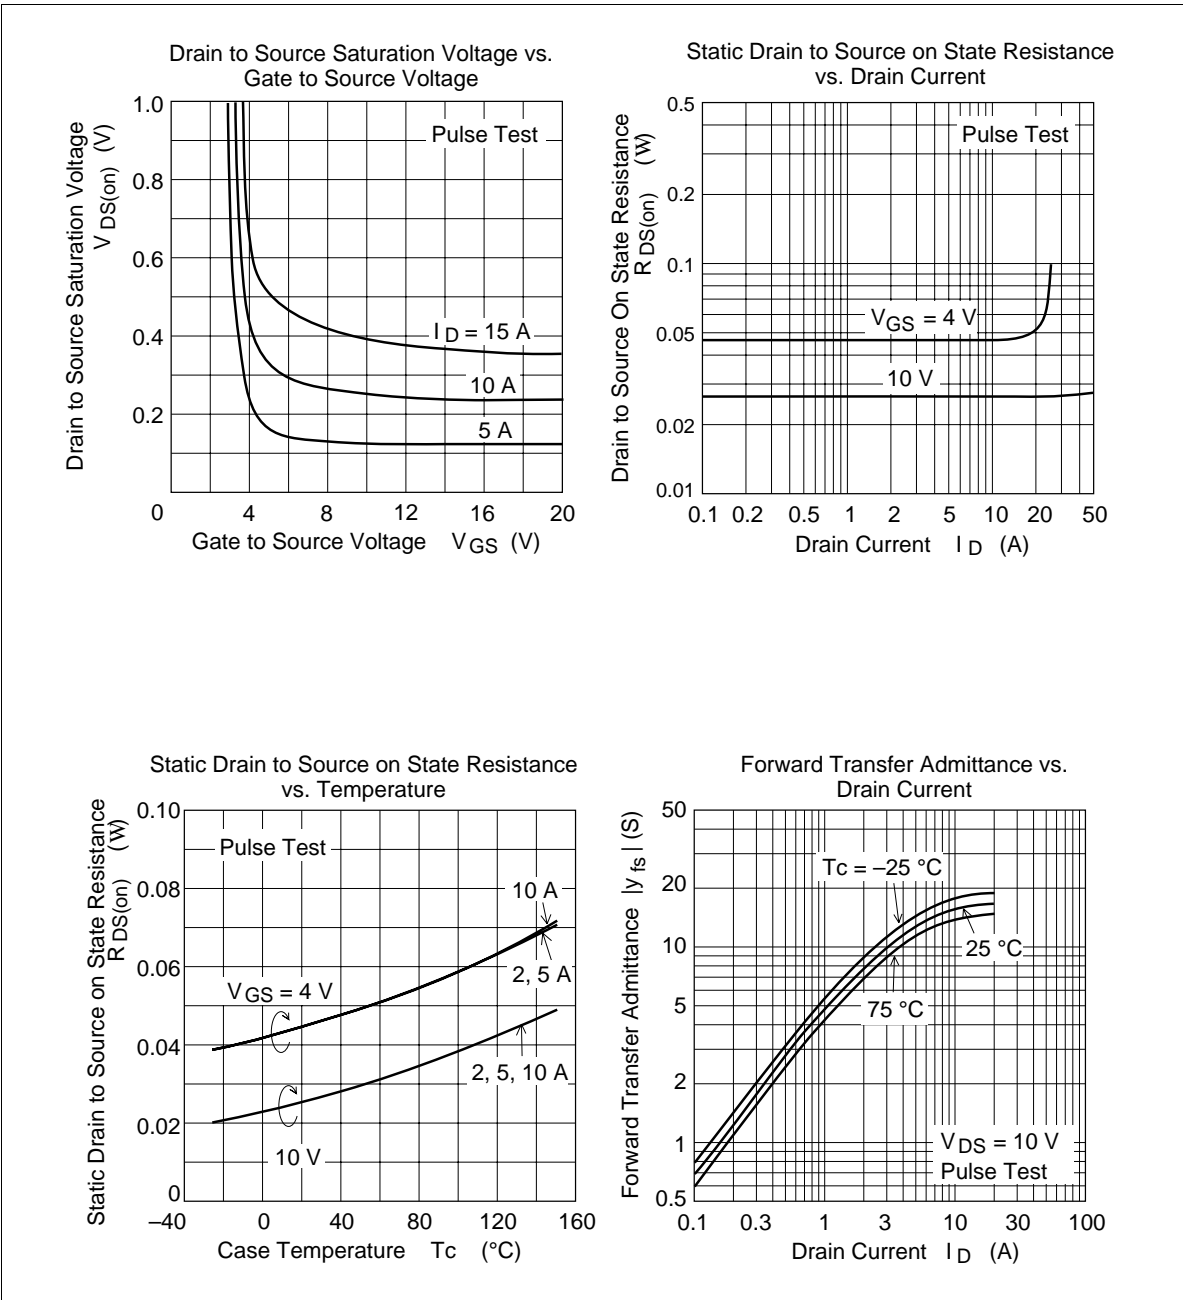 Drain to Source Saturation Voltage vs.
Gate to Source Voltage
Drain to Source Saturation Voltage
V DS(on) (V)
1.0
0.8
0.6
0.4
0.2
0
Pulse Test
I D = 15 A
10 A
5 A
4 8 12 16 20
Gate to Source Voltage V GS (V)
Static Drain to Source on State Resistance
vs. Drain Current
Drain to Source On State Resistance
R DS(on) (W)
0.5
0.2
0.1
0.05
0.02
0.01
Pulse Test
V GS = 4 V
10 V
0.1 0.2 0.5 1 2 5 10 20 50
Drain Current I D (A)
Static Drain to Source on State Resistance
vs. Temperature
Static Drain to Source on State Resistance
R DS(on) (W)
0.10
0.08
0.06
0.04
0.02
0
Pulse Test
10 A
2, 5 A
V GS = 4 V
2, 5, 10 A
10 V
–40 0 40 80 120 160
Case Temperature Tc (°C)
Forward Transfer Admittance vs.
Drain Current
Forward Transfer Admittance |y fs | (S)
50
20
10
5
2
1
0.5
Tc = –25 °C
25 °C
75 °C
V DS = 10 V
Pulse Test
0.1 0.3 1 3 10 30 100
Drain Current I D (A)